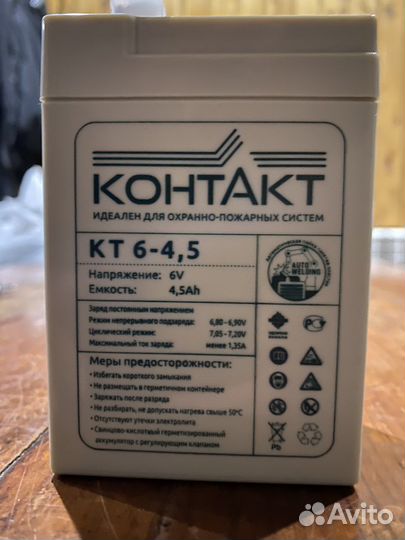 КОНТАКТ
ИДЕАЛЕН ДЛЯ ОХРАННО-ПОЖАРНЫХ СИСТЕМ
КТ 6-4,5
Напряжение: 6V
Емкость: 4,5Ah
AUTO WELDING
Заряд постоянным напряжением
Режим непрерывного подзаряда: 6,80 - 6,90V
Циклический режим: 7,05 - 7,20V
Максимальный ток заряда: менее 1,35А
Меры предосторожности:
• Избегать короткого замыкания
• Не размещать в герметичном контейнере
• Заряжать после разряда
• Не разбирать, не допускать нагрева свыше 50°С
• Отсутствуют утечки электролита
• Свинцово-кислотный герметизированный
аккумулятор с регулирующим клапаном
Pb
Avito